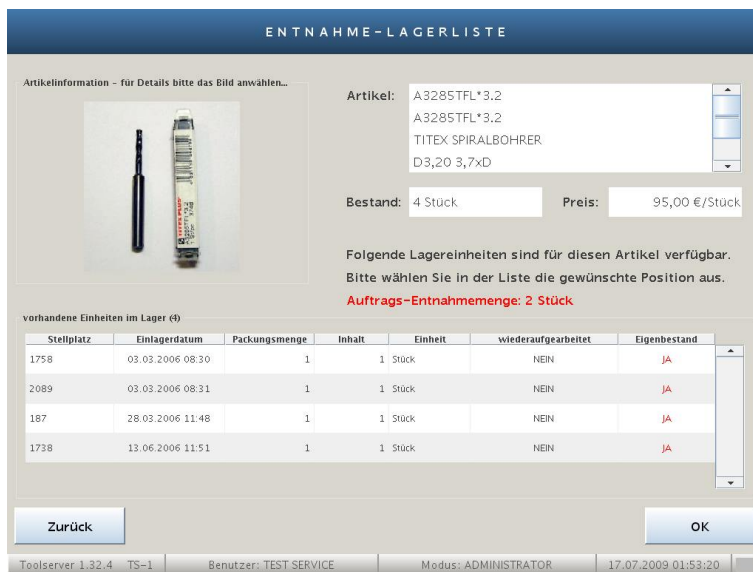 ENTNAHME-LAGERLISTE
Artikelinformation - für Details bitte das Bild anwählen...
Artikel: A3285TFL*3.2
A3285TFL*3.2
TITEX SPIRALBOHRER
D3,20 3,7xD
TITEX PLUS
A3285TFL*3.2
Bestand: 4 Stück Preis: 95,00 €/Stück
Folgende Lagereinheiten sind für diesen Artikel verfügbar.
Bitte wählen Sie in der Liste die gewünschte Position aus.
Auftrags-Entnahmemenge: 2 Stück
vorhandene Einheiten im Lager (4)
Stellplatz Einlagerdatum Packungsmenge Inhalt Einheit wiederaufgearbeitet Eigenbestand
1758 03.03.2006 08:30 1 1 Stück NEIN JA
2089 03.03.2006 08:31 1 1 Stück NEIN JA
187 28.03.2006 11:48 1 1 Stück NEIN JA
1738 13.06.2006 11:51 1 1 Stück NEIN JA
Zurück OK
Toolserver 1.32.4 TS-1 Benutzer: TEST SERVICE Modus: ADMINISTRATOR 17.07.2009 01:53:20